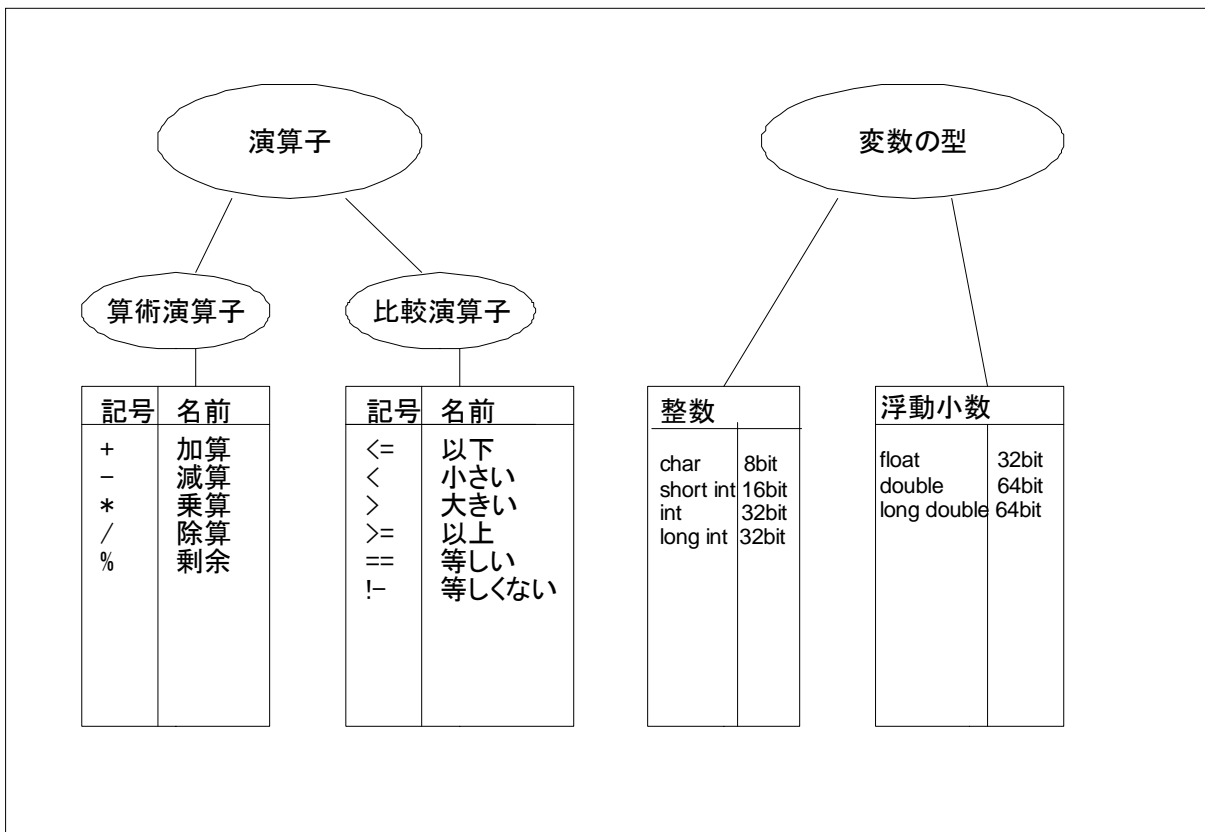 演算子
変数の型
算術演算子
比較演算子
記号 名前
+ 加算
- 減算
* 乗算
/ 除算
% 剰余
記号 名前
<= 以下
< 小さい
> 大きい
>= 以上
== 等しい
!- 等しくない
整数
char 8bit
short int 16bit
int 32bit
long int 32bit
浮動小数
float 32bit
double 64bit
long double 64bit